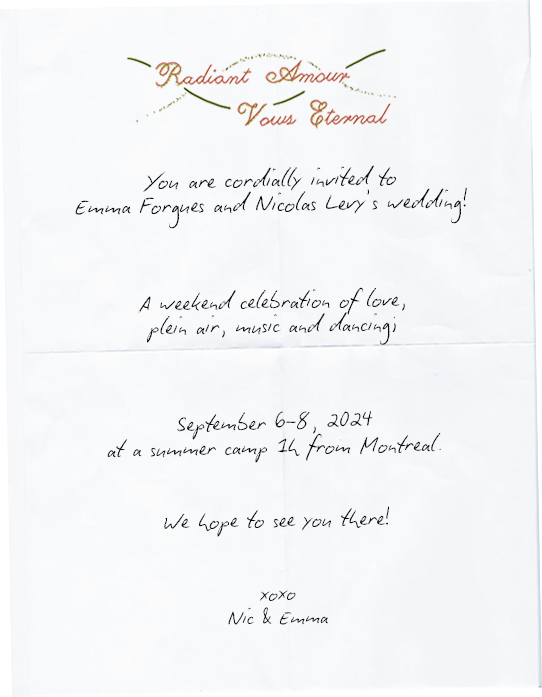 Radiant Amour
Vows Eternal
You are cordially invited to
Emma Forgues and Nicolas Levy's wedding!
A weekend celebration of love,
plein air, music and dancing;
September 6-8, 2024
at a summer camp 1h from Montreal.
We hope to see you there!
xoxo
Nic & Emma